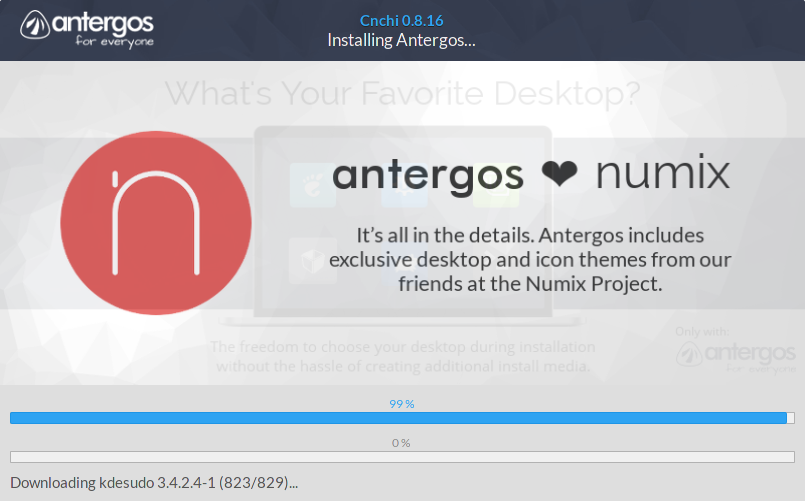 antergos
for everyone
Cnchi 0.8.16
Installing Antergos...
What's Your Favorite Desktop?
antergos ❤ numix
It's all in the details. Antergos includes
exclusive desktop and icon themes from our
friends at the Numix Project.
Only with:
antergos
for everyone
The freedom to choose your desktop during installation
without the hassle of creating additional install media.
99 %
0 %
Downloading kdesudo 3.4.2.4-1 (823/829)...